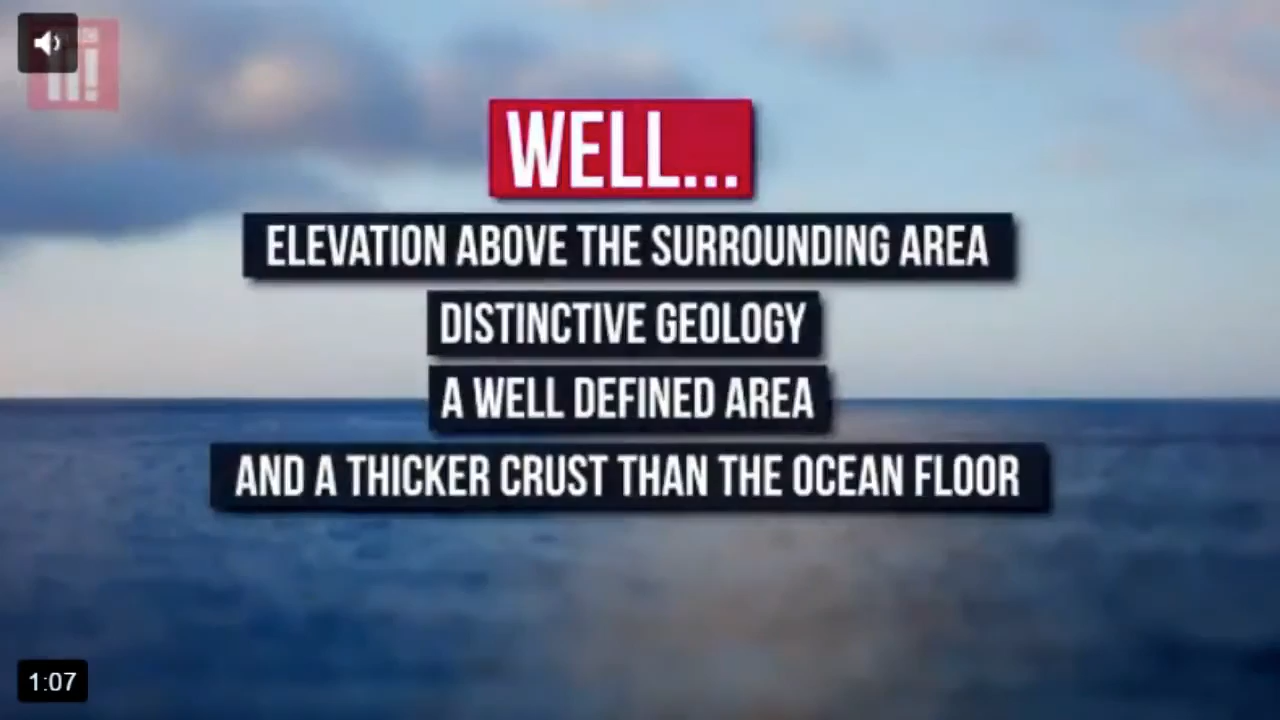 WELL...
ELEVATION ABOVE THE SURROUNDING AREA
DISTINCTIVE GEOLOGY
A WELL DEFINED AREA
AND A THICKER CRUST THAN THE OCEAN FLOOR
1:07